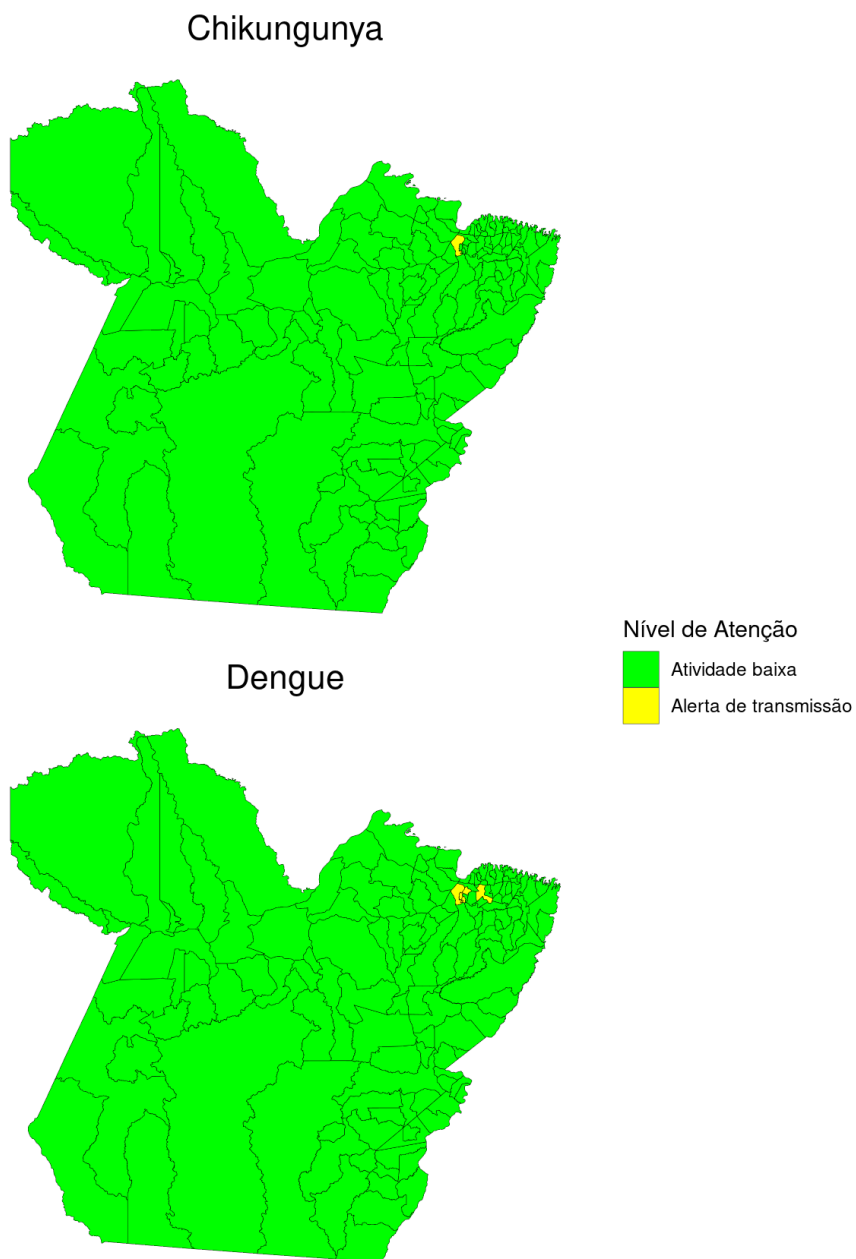 Chikungunya
Nível de Atenção
Atividade baixa
Alerta de transmissão
Dengue